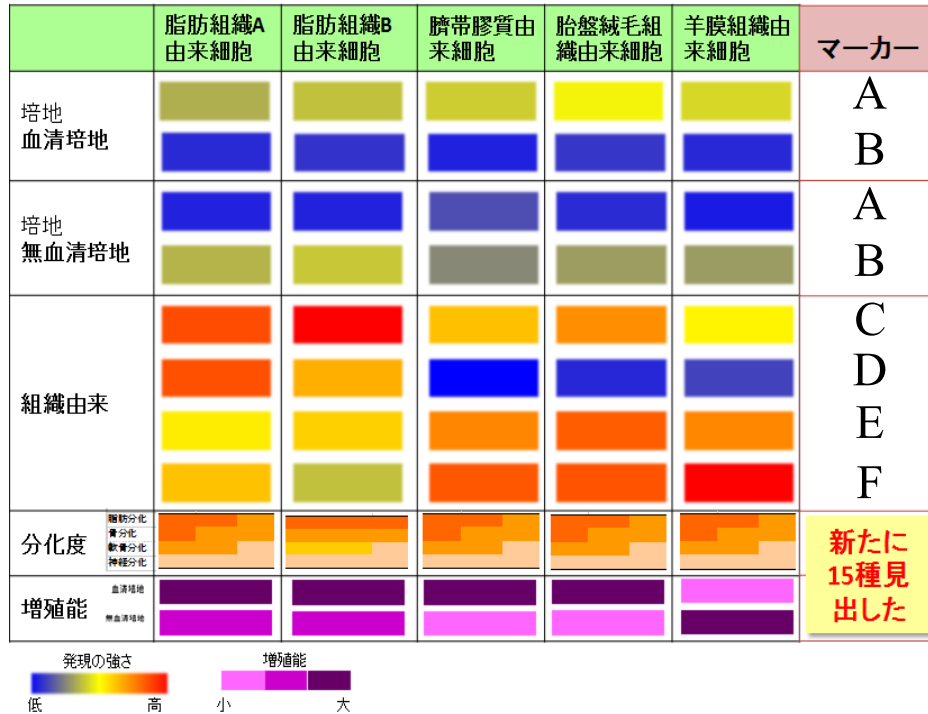 脂肪組織A
由来細胞
脂肪組織B
由来細胞
臍帯膠質由
来細胞
胎盤絨毛組
織由来細胞
羊膜組織由
来細胞
マーカー
培地
血清培地
A
B
培地
無血清培地
A
B
組織由来
C
D
E
F
分化度
脂肪分化
骨分化
軟骨分化
神経分化
新たに
15種見
出した
増殖能
血清培地
無血清培地
発現の強さ
低
高
増殖能
小
大